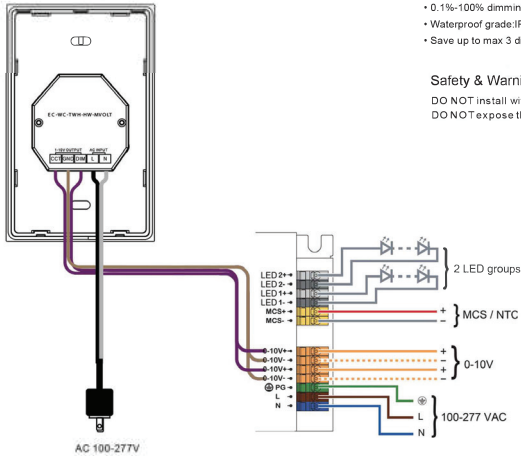 • 0.1%-100% dimmin
• Waterproof grade:IP
• Save up to max 3 di
Safety & Warni
DO NOT install wi
DO NOT expose th
EC-WC-TWH-HW-MVOLT
1-10V OUTPUT AC INPUT
CCT GND DIM L N
LED 2+
LED 2-
LED 1+
LED 1-
MCS+
MCS-
2 LED groups
+
–
MCS / NTC
0-10V+
0-10V-
0-10V+
0-10V-
PG
L
N
+
–
+
–
0-10V
L
N
100-277 VAC
AC 100-277V